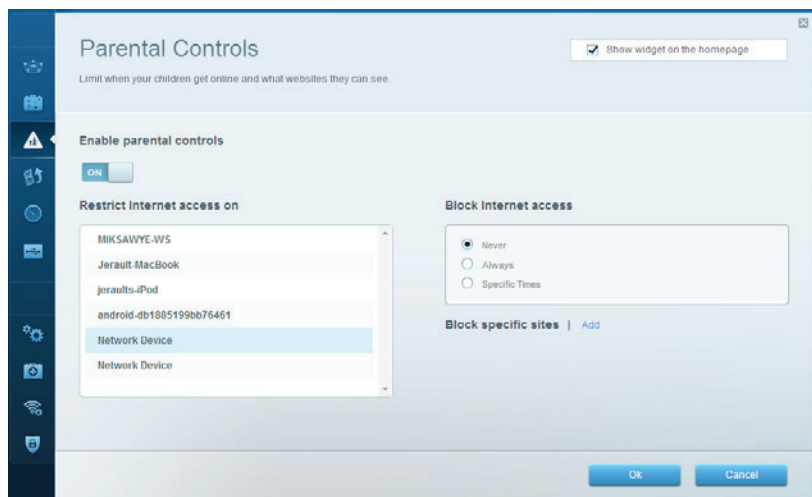 Parental Controls
Show widget on the homepage
Limit when your children get online and what websites they can see.
Enable parental controls
ON
Restrict Internet access on
MIKSAWYE-WS
Jerault-MacBook
jeraults-iPod
android-db1885199bb76461
Network Device
Network Device
Block Internet access
Never
Always
Specific Times
Block specific sites | Add
Ok
Cancel